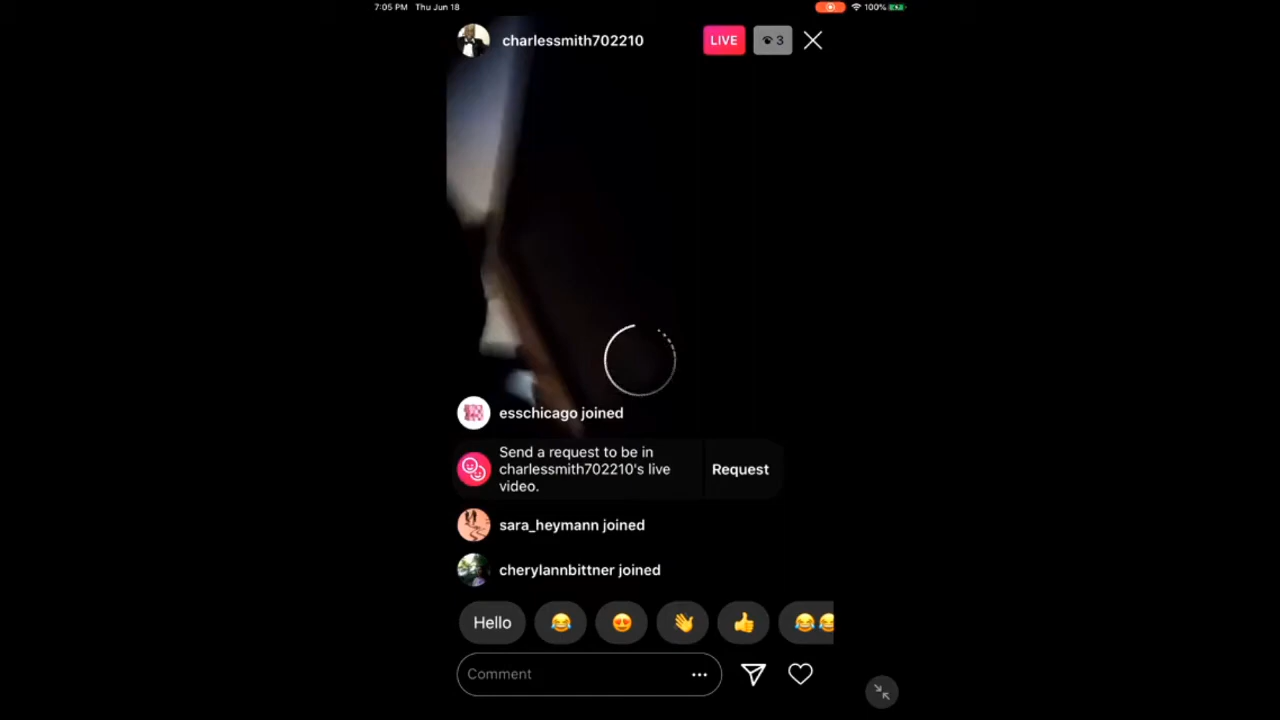 7:05 PM Thu Jun 18
100%
charlessmith702210
LIVE
3
esschicago joined
Send a request to be in
charlessmith702210's live
video.
Request
sara_heymann joined
cherylannbittner joined
Hello
Comment